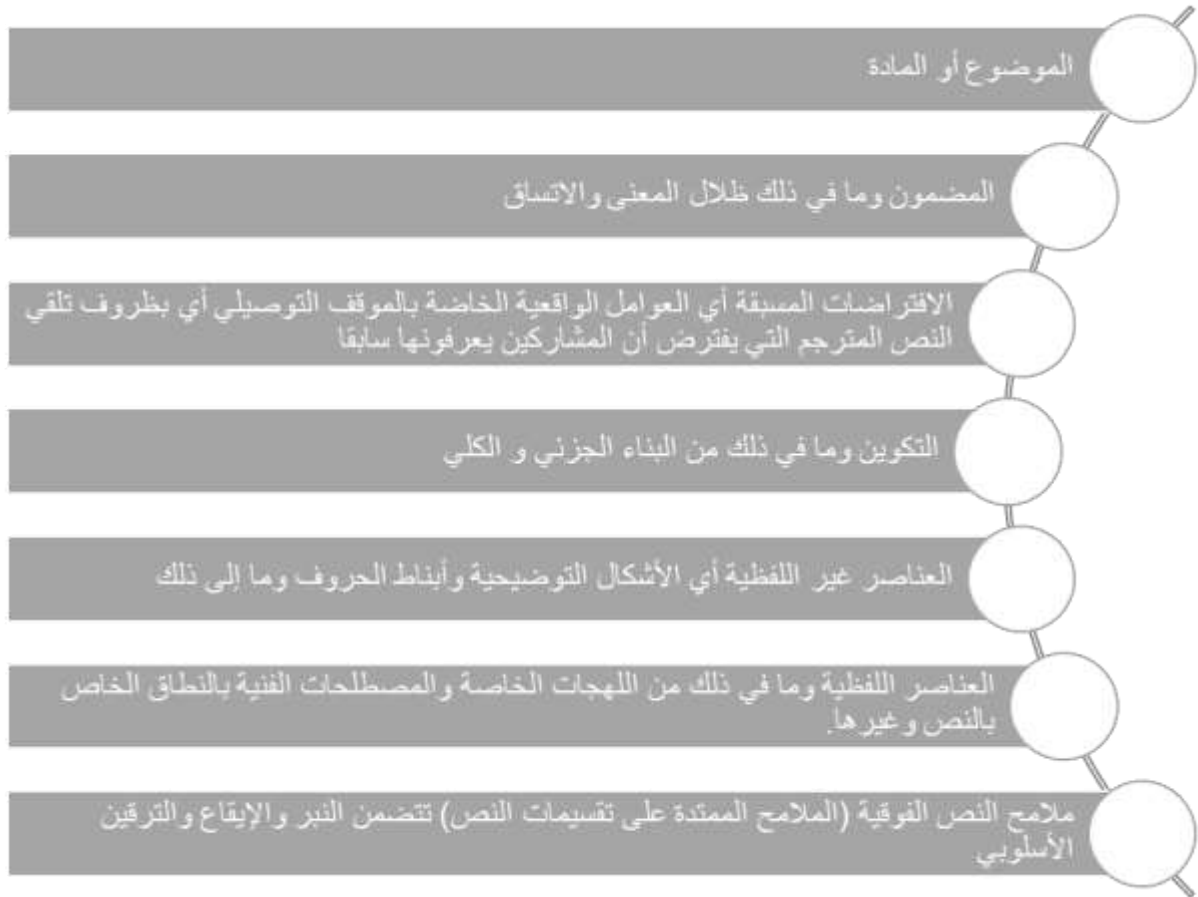 الموضوع أو المادة
المضمون وما في ذلك ظلال المعنى والاتساق
الافتراضات المسبقة أي العوامل الواقعية الخاصة بالموقف التوصيلي أي بظروف تلقي
النص المترجم التي يفترض أن المشاركين يعرفونها سابقا
التكوين وما في ذلك من البناء الجزئي و الكلي
العناصر غير اللفظية أي الأشكال التوضيحية وأبناط الحروف وما إلى ذلك
العناصر اللفظية وما في ذلك من اللهجات الخاصة والمصطلحات الفنية بالنطاق الخاص
بالنص وغيرها.
ملامح النص الفوقية (الملامح الممتدة على تقسيمات النص) تتضمن النبر والإيقاع والترقين
الأسلوبي